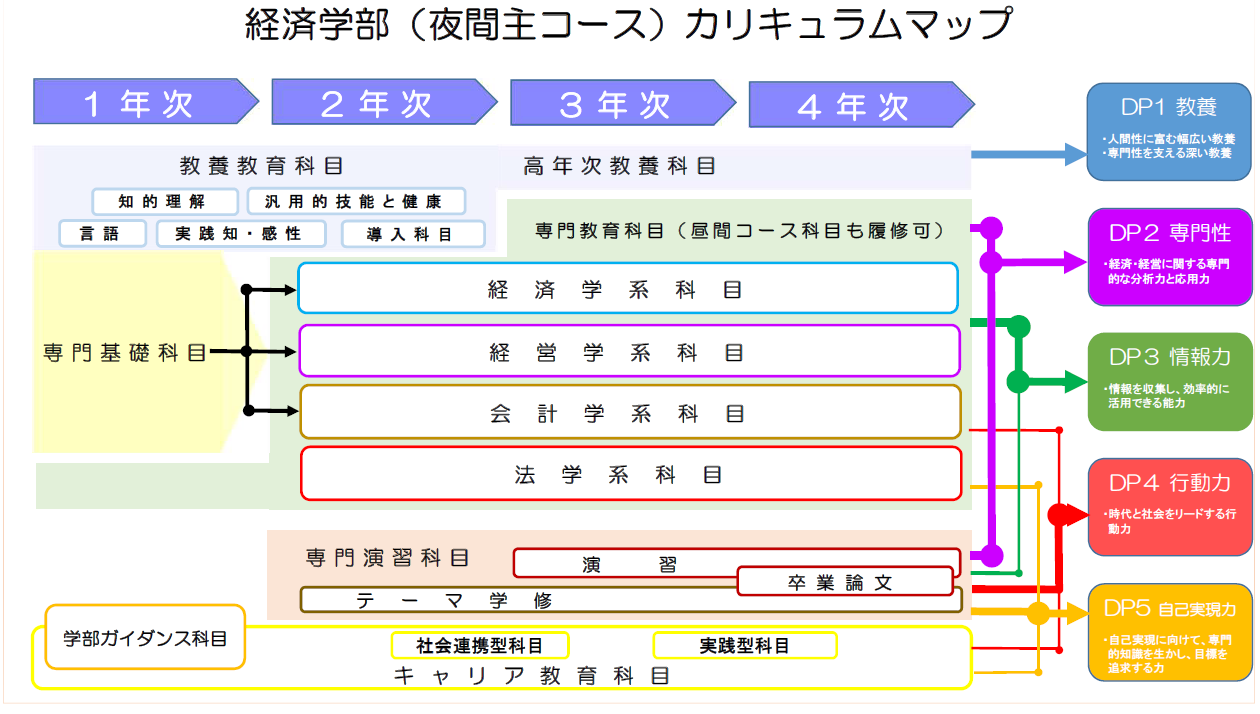 経済学部（夜間主コース）カリキュラムマップ
１年次
２年次
３年次
４年次
教養教育科目
高年次教養科目
知的理解
汎用的技能と健康
言語
実践知・感性
導入科目
専門教育科目（昼間コース科目も履修可）
専門基礎科目
経済学系科目
経営学系科目
会計学系科目
法学系科目
専門演習科目
演習
卒業論文
テーマ学修
学部ガイダンス科目
社会連携型科目
実践型科目
キャリア教育科目
DP1 教養
・人間性に富む幅広い教養
・専門性を支える深い教養
DP2 専門性
・経済・経営に関する専門
的な分析力と応用力
DP3 情報力
・情報を収集し、効率的に
活用できる能力
DP4 行動力
・時代と社会をリードする行
動力
DP5 自己実現力
・自己実現に向けて、専門
的知識を生かし、目標を
追求する力